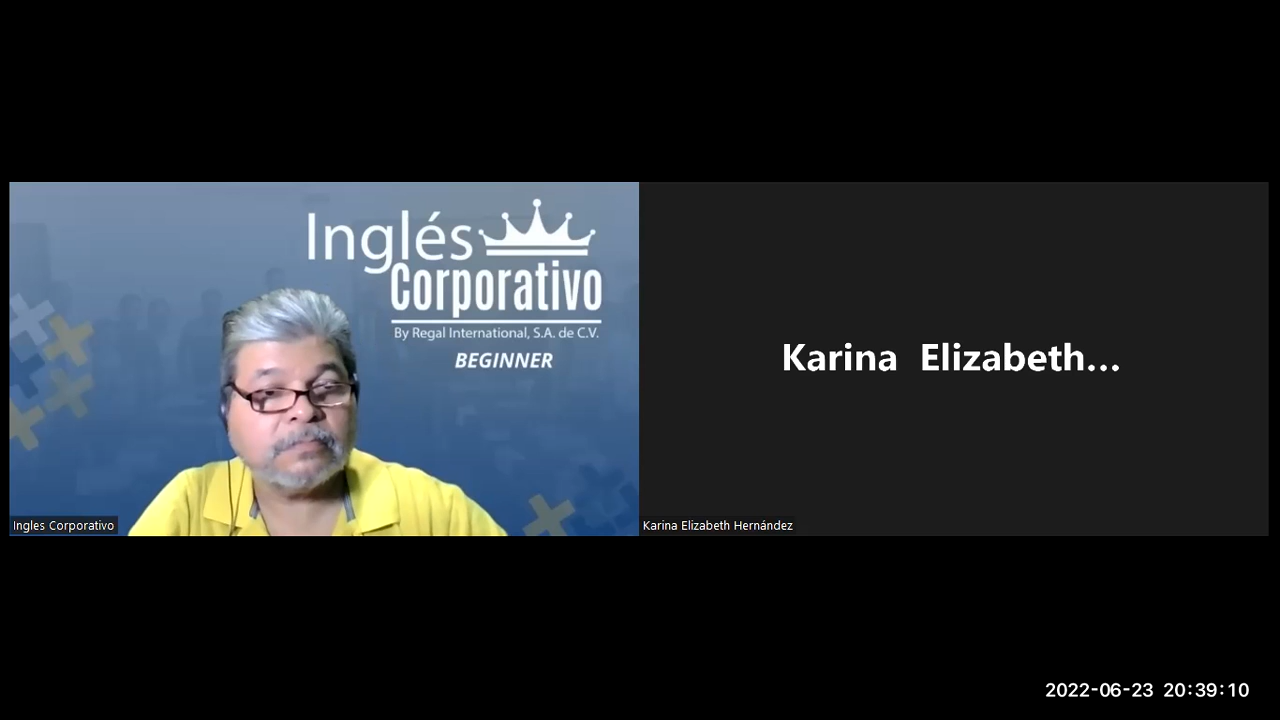 Inglés
Corporativo
By Regal International, S.A. de C.V.
BEGINNER
Karina Elizabeth...
Ingles Corporativo
Karina Elizabeth Hernández
2022-06-23 20:39:10